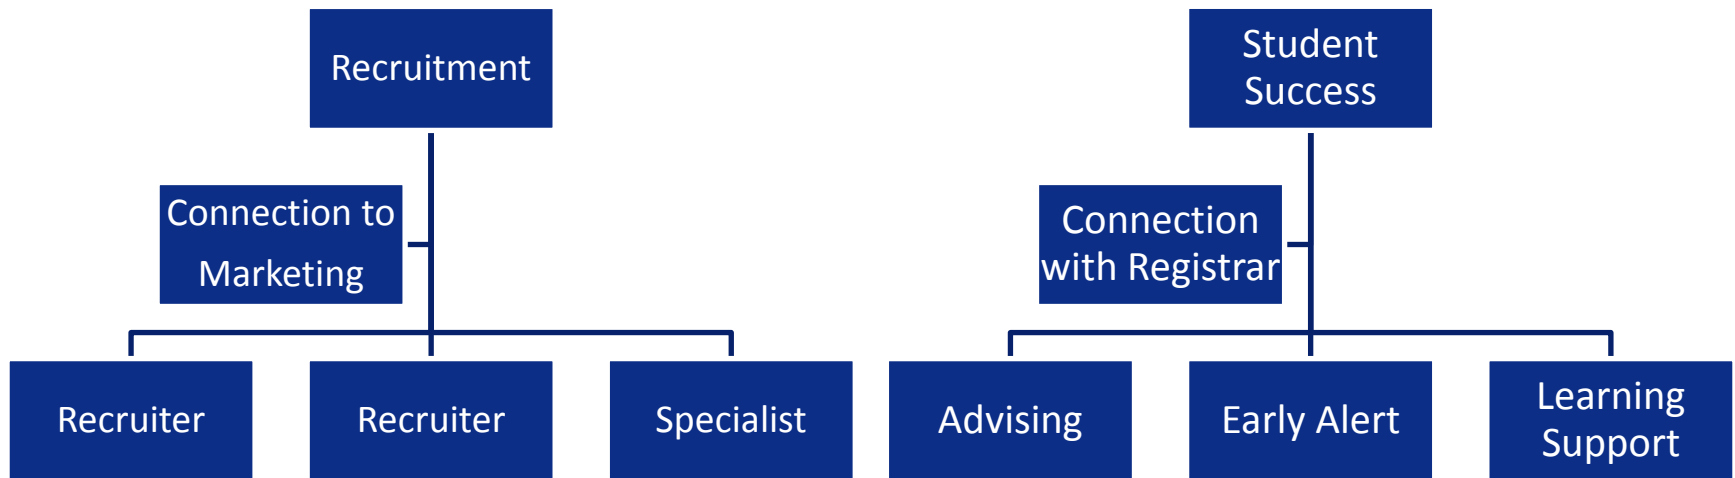 Recruitment
Connection to
Marketing
Recruiter
Recruiter
Specialist
Student
Success
Connection
with Registrar
Advising
Early Alert
Learning
Support